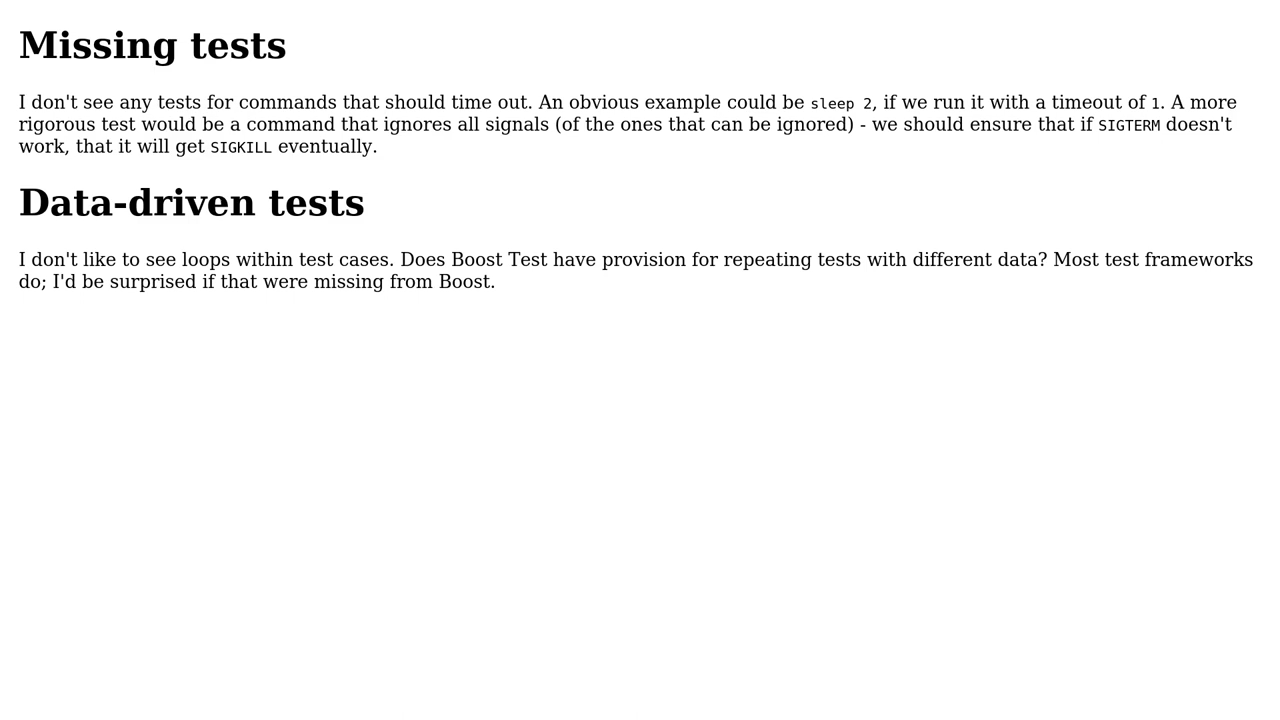 Missing tests
I don't see any tests for commands that should time out. An obvious example could be sleep 2, if we run it with a timeout of 1. A more
rigorous test would be a command that ignores all signals (of the ones that can be ignored) - we should ensure that if SIGTERM doesn't
work, that it will get SIGKILL eventually.
Data-driven tests
I don't like to see loops within test cases. Does Boost Test have provision for repeating tests with different data? Most test frameworks
do; I'd be surprised if that were missing from Boost.